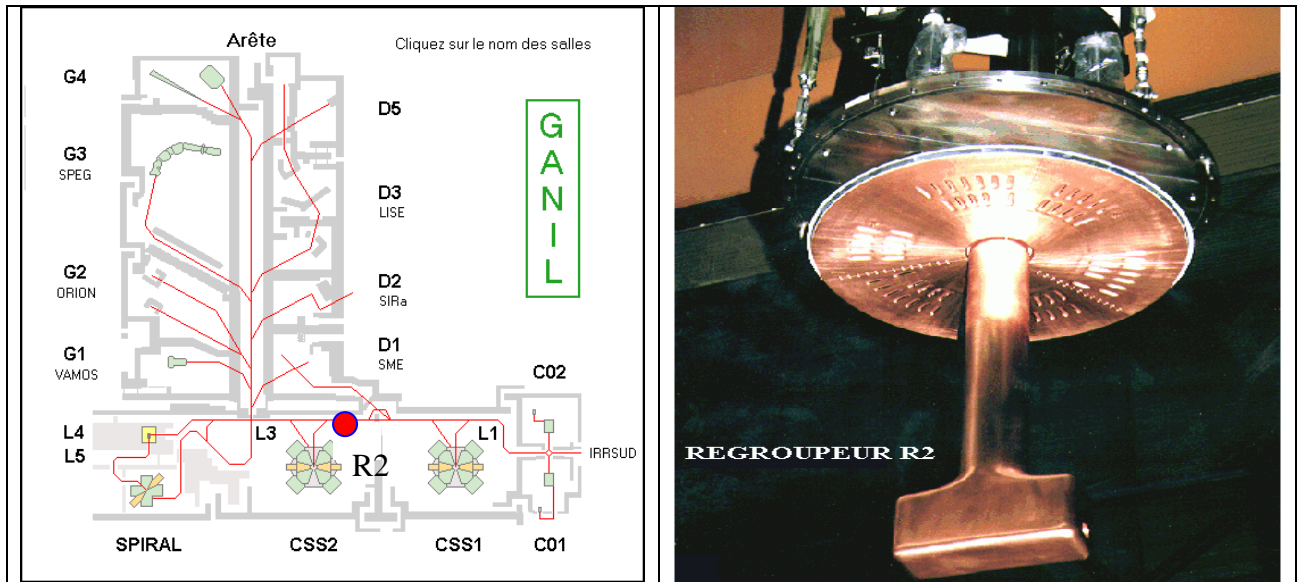 Arête
Cliquez sur le nom des salles
G4
D5
G
A
N
I
L
G3
SPEG
D3
LISE
G2
ORION
D2
SIRa
G1
VAMOS
D1
SME
C02
L4
L5
L3
L1
R2
IRRSUD
SPIRAL
CSS2
CSS1
C01
REGROUPEUR R2